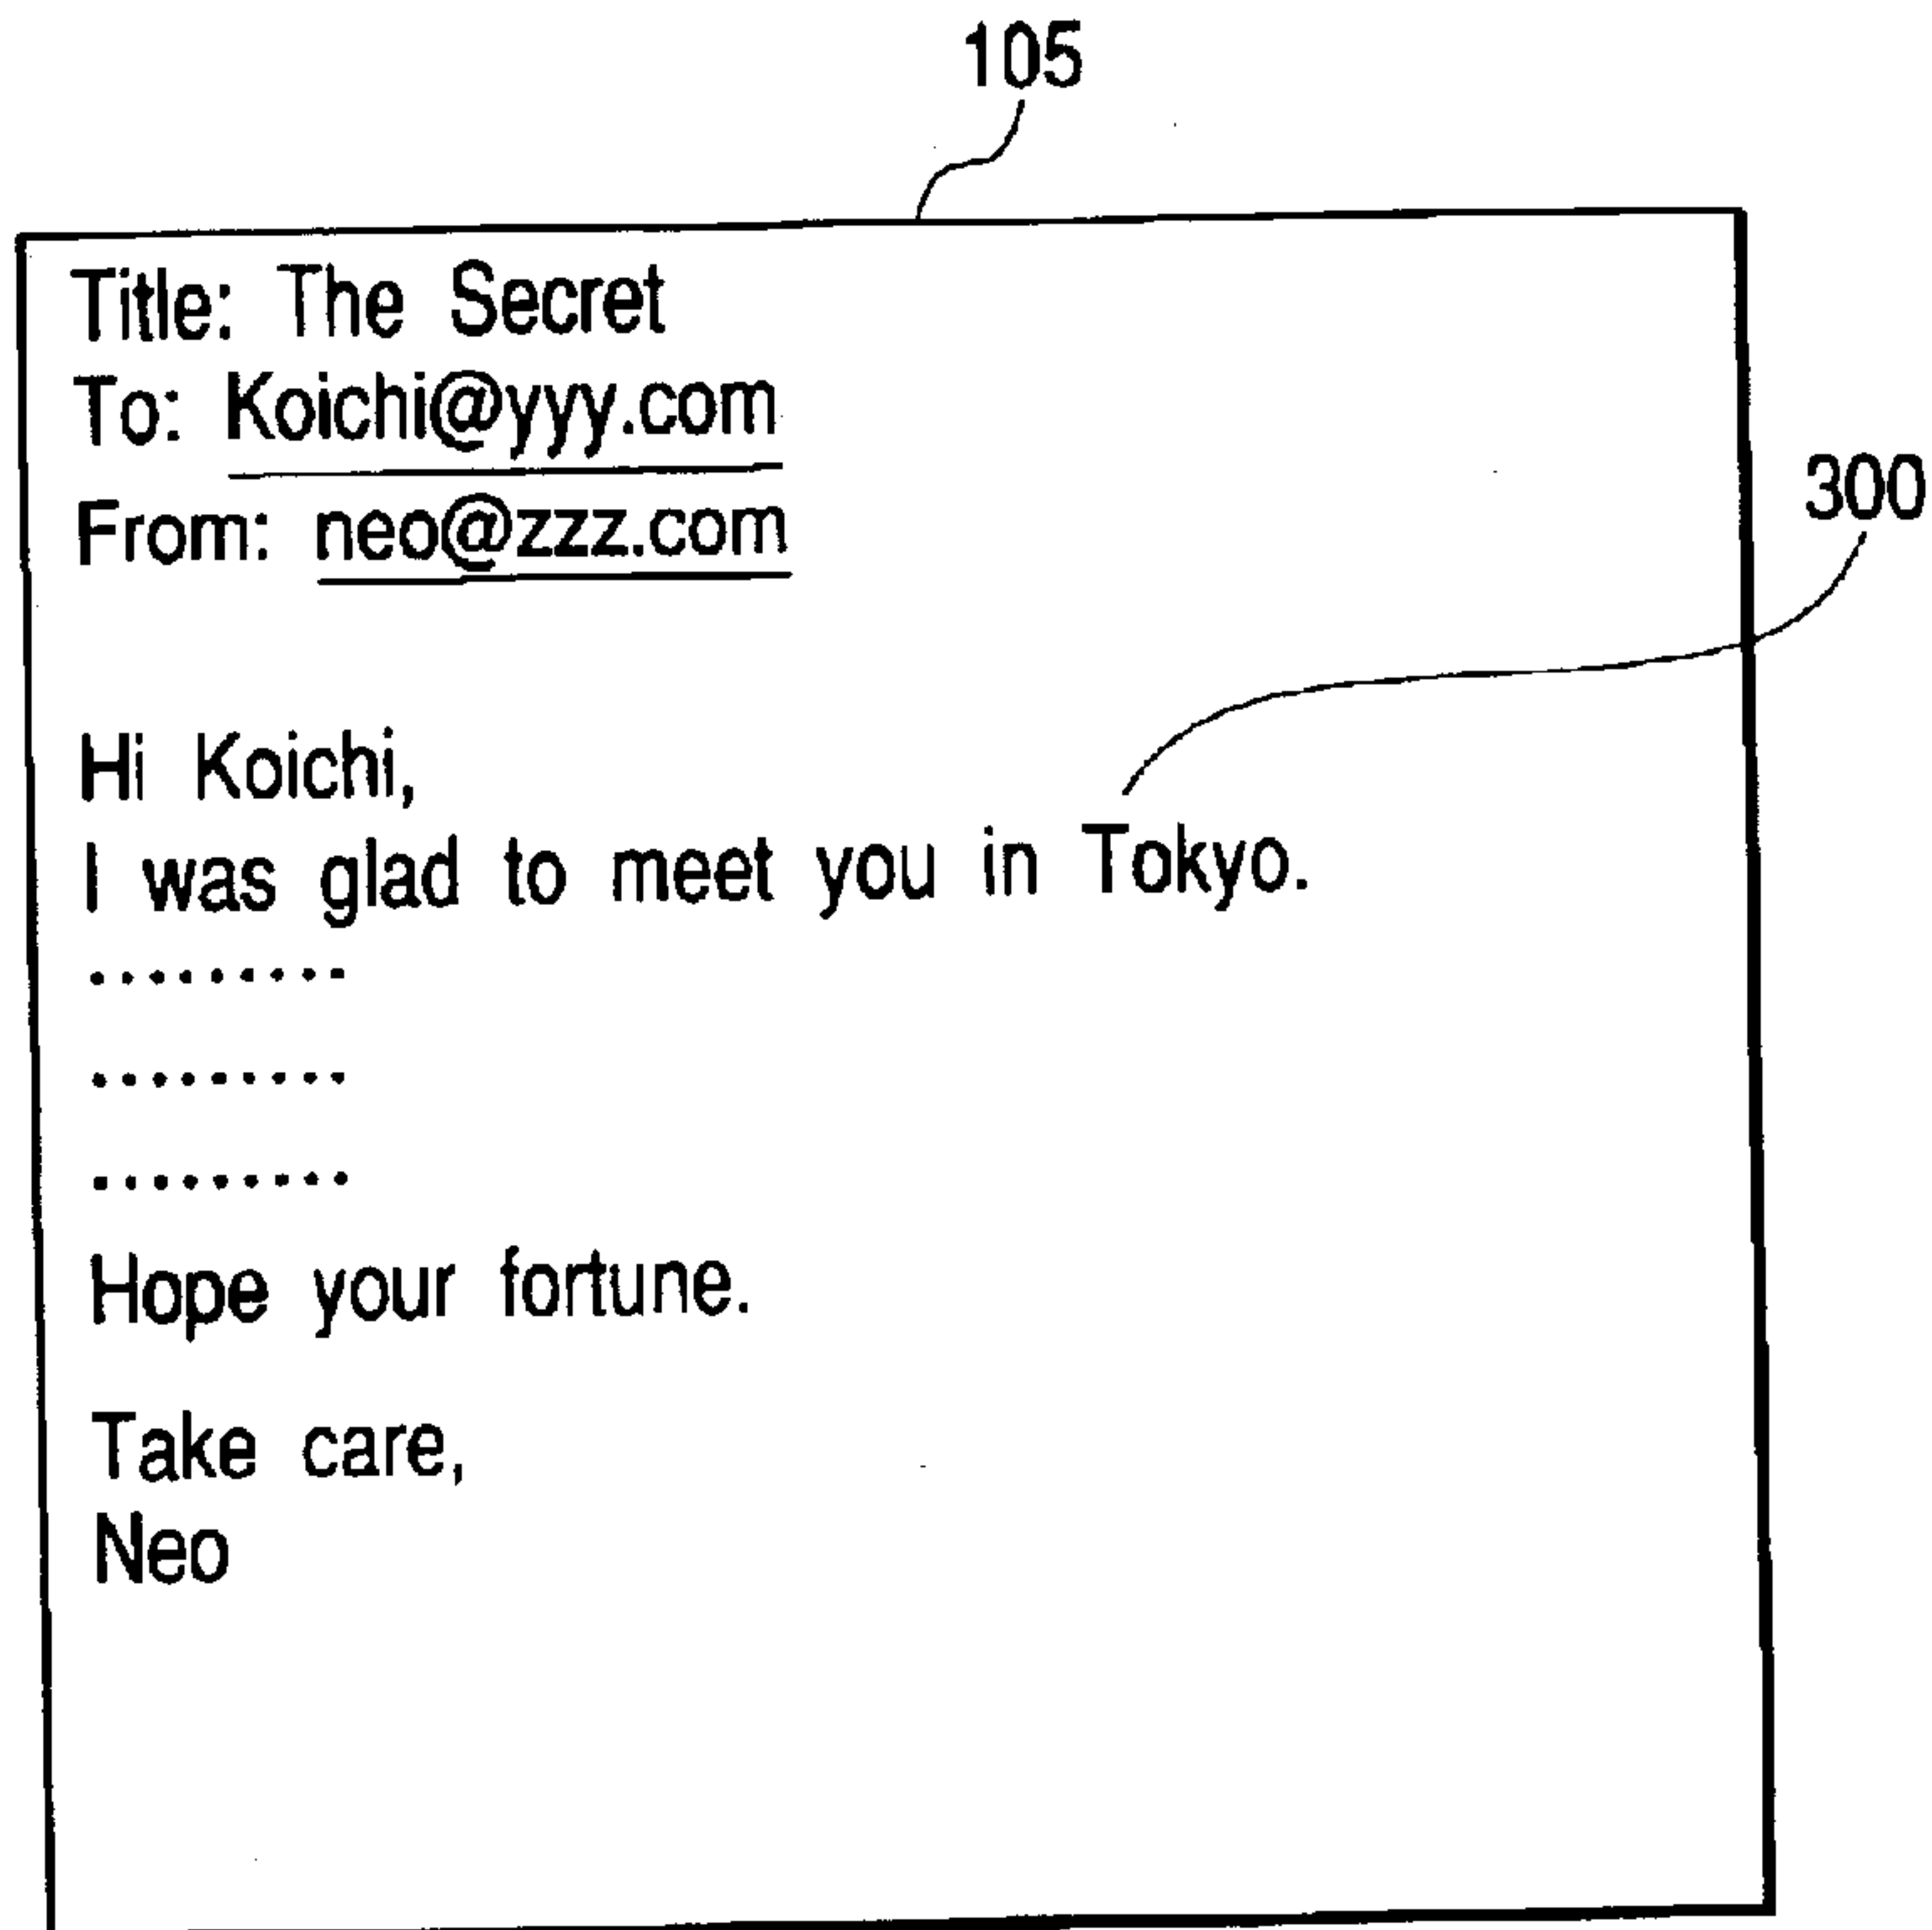 105
Title: The Secret
To: Koichi@yyy.com
From: neo@zzz.com
300
Hi Koichi,
I was glad to meet you in Tokyo.
.........
.........
.........
Hope your fortune.
Take care,
Neo